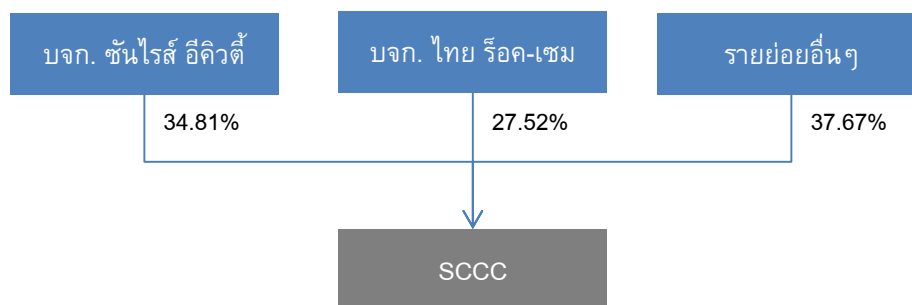 บจก. ซันไรส์ อีคิวตี้
บจก. ไทย ร็อค-เซม
รายย่อยอื่นๆ
34.81%
27.52%
37.67%
SCCC